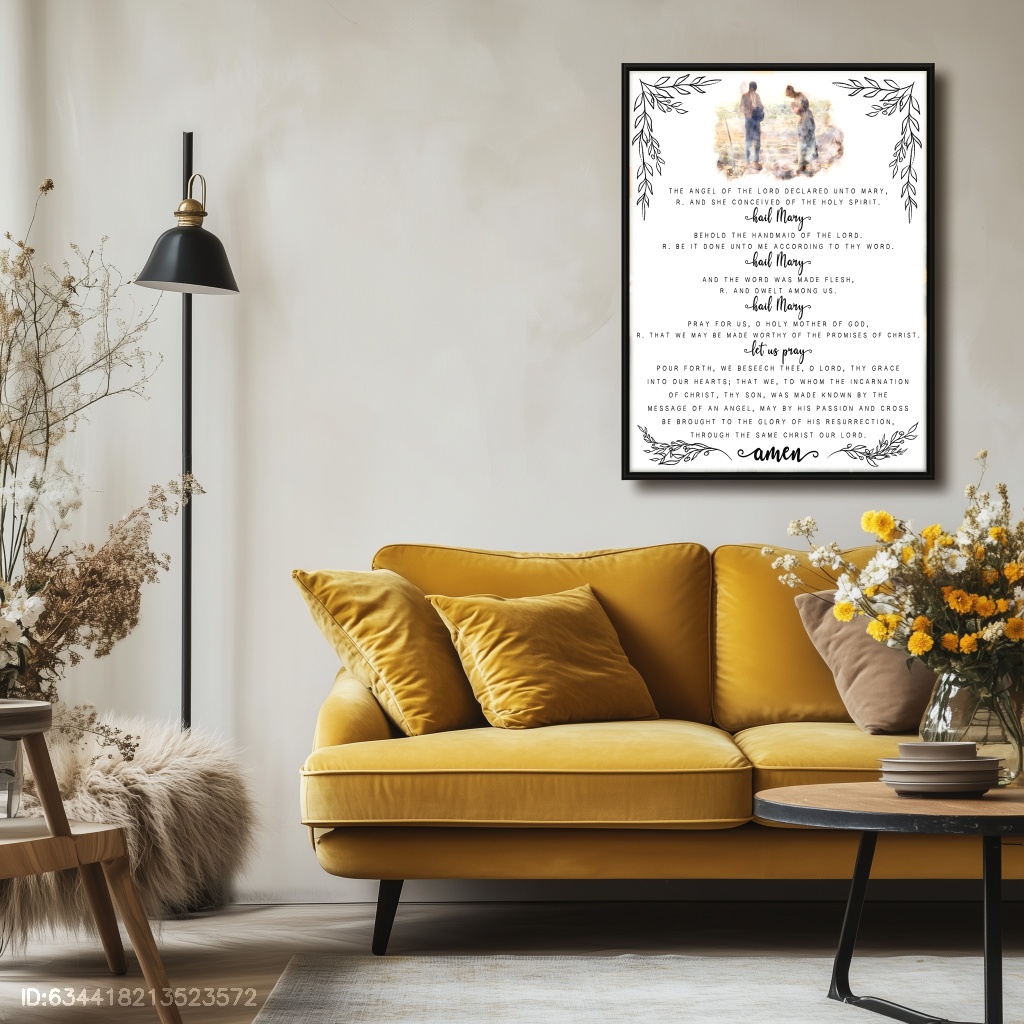 THE ANGEL OF THE LORD DECLARED UNTO MARY,
R. AND SHE CONCEIVED OF THE HOLY SPIRIT.
hail Mary
BEHOLD THE HANDMAID OF THE LORD.
R. BE IT DONE UNTO ME ACCORDING TO THY WORD.
hail Mary
AND THE WORD WAS MADE FLESH,
R. AND DWELT AMONG US.
hail Mary
PRAY FOR US, O HOLY MOTHER OF GOD,
R. THAT WE MAY BE MADE WORTHY OF THE PROMISES OF CHRIST.
let us pray
POUR FORTH, WE BESEECH THEE, O LORD, THY GRACE
INTO OUR HEARTS; THAT WE, TO WHOM THE INCARNATION
OF CHRIST, THY SON, WAS MADE KNOWN BY THE
MESSAGE OF AN ANGEL, MAY BY HIS PASSION AND CROSS
BE BROUGHT TO THE GLORY OF HIS RESURRECTION,
THROUGH THE SAME CHRIST OUR LORD.
amen
ID:634418213523572